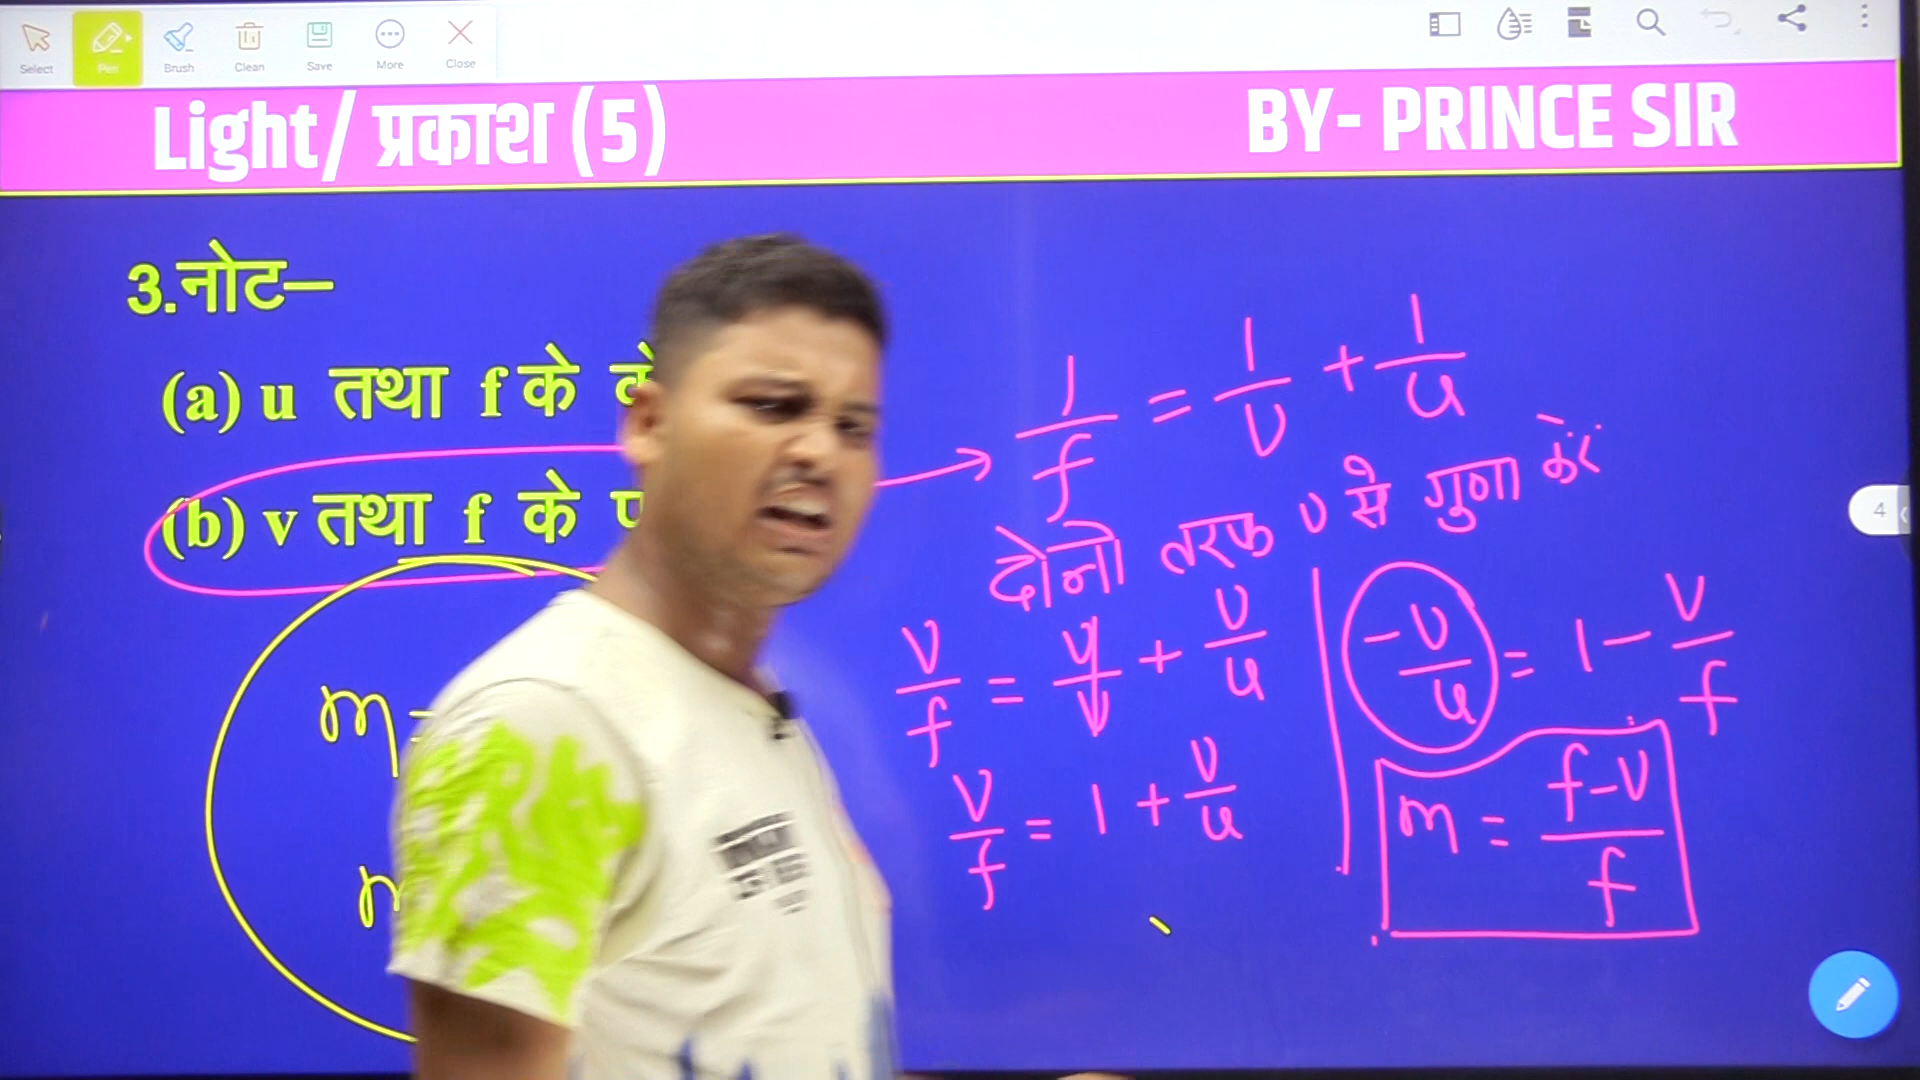 Select Pen Brush Clean Save More Close
Light/ प्रकाश (5) BY- PRINCE SIR
3.नोट–
(a) u तथा f के
(b) v तथा f के
4
m
1/f = 1/v + 1/u
दोनो तरफ v से गुणा करें
v/f = v/v + v/u
v/f = 1 + v/u
-v/u = 1 - v/f
m = f-v/f